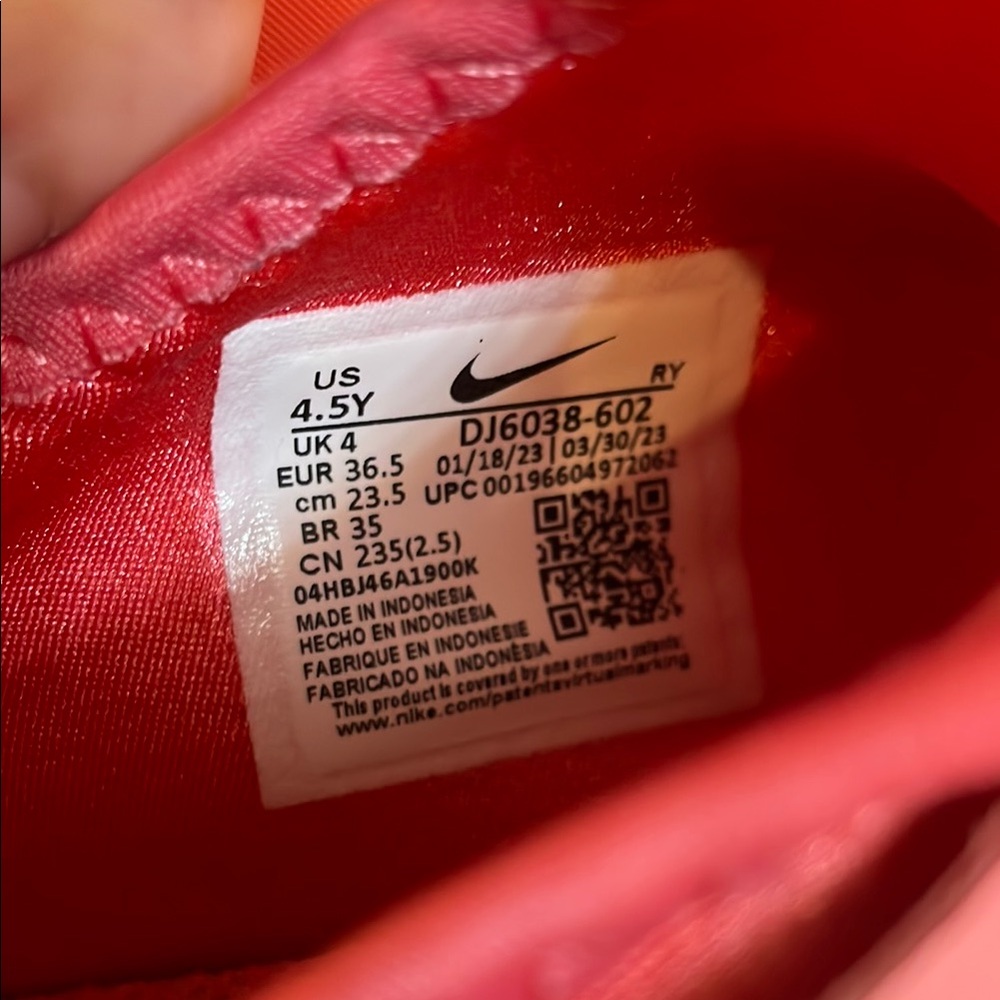 US
4.5Y
RY
UK 4
DJ6038-602
EUR 36.5
01/18/23 | 03/30/23
cm 23.5
UPC 00196604972062
BR 35
CN 235(2.5)
04HBJ46A1900K
MADE IN INDONESIA
HECHO EN INDONESIA
FABRIQUE EN INDONESIE
FABRICADO NA INDONÈSIA
This product is covered by one or more patents
www.nike.com/patentsvirtualmarking